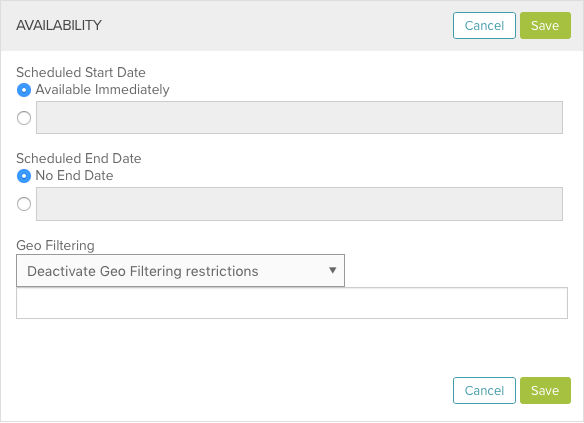 AVAILABILITY
Cancel
Save
Scheduled Start Date
Available Immediately
Scheduled End Date
No End Date
Geo Filtering
Deactivate Geo Filtering restrictions
Cancel
Save